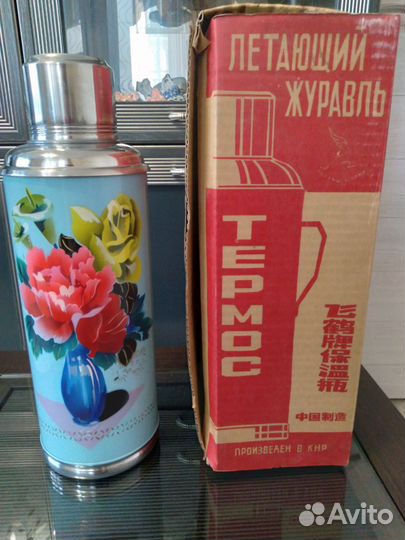 ЛЕТАЮЩИЙ
ЖУРАВЛЬ
ТЕРМОС
飞鹤牌保温瓶
中国制造
ПРОИЗВЕДЕН В КНР
Avito